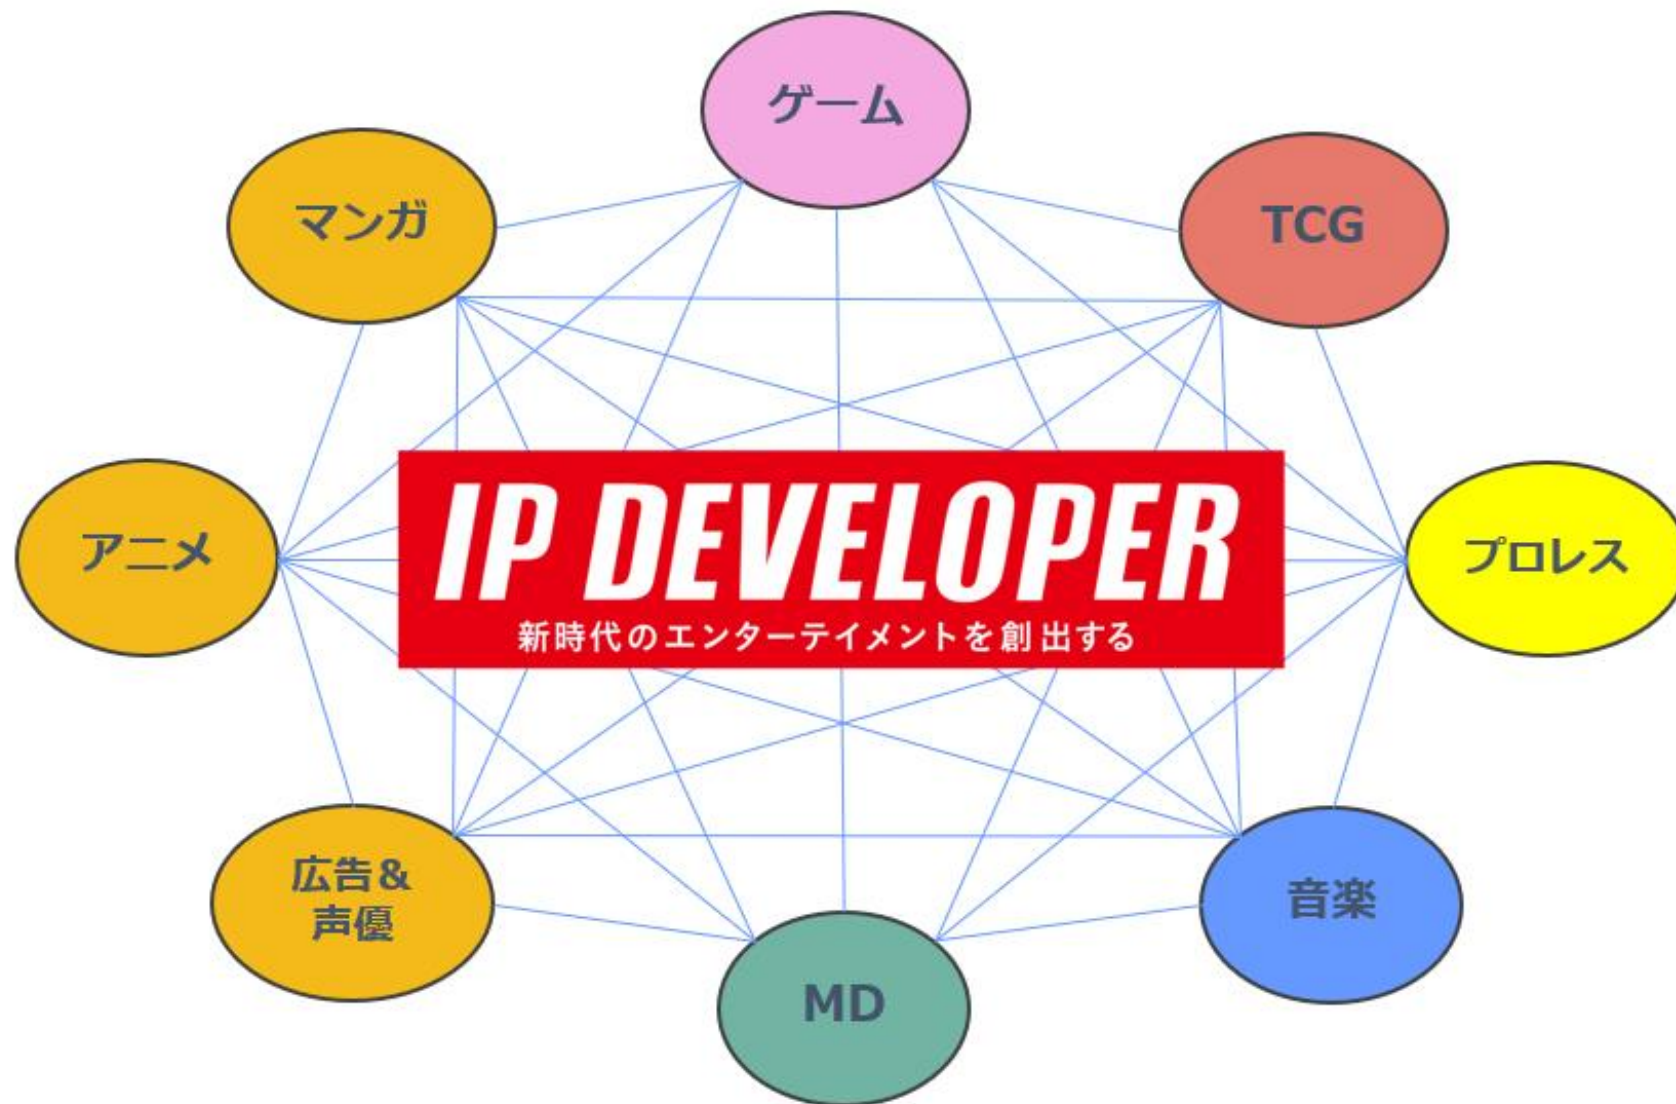 ゲーム
マンガ
TCG
アニメ
IP DEVELOPER
新時代のエンターテイメントを創出する
プロレス
広告&
声優
音楽
MD